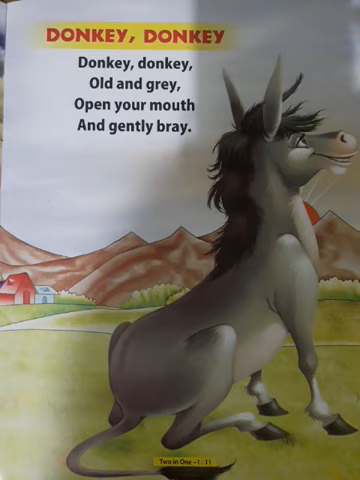 DONKEY, DONKEY
Donkey, donkey,
Old and grey,
Open your mouth
And gently bray.
Two in One –1 : 11